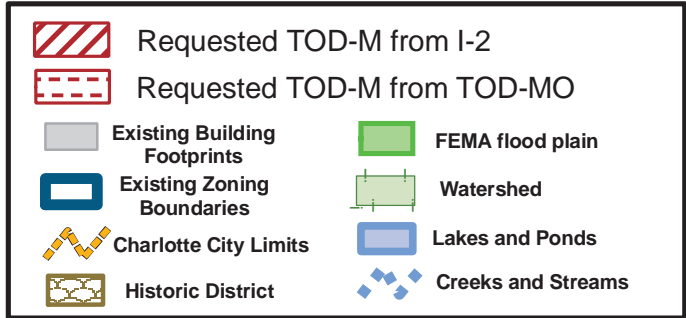 Requested TOD-M from I-2
Requested TOD-M from TOD-MO
Existing Building
Footprints
Existing Zoning
Boundaries
Charlotte City Limits
Historic District
FEMA flood plain
Watershed
Lakes and Ponds
Creeks and Streams